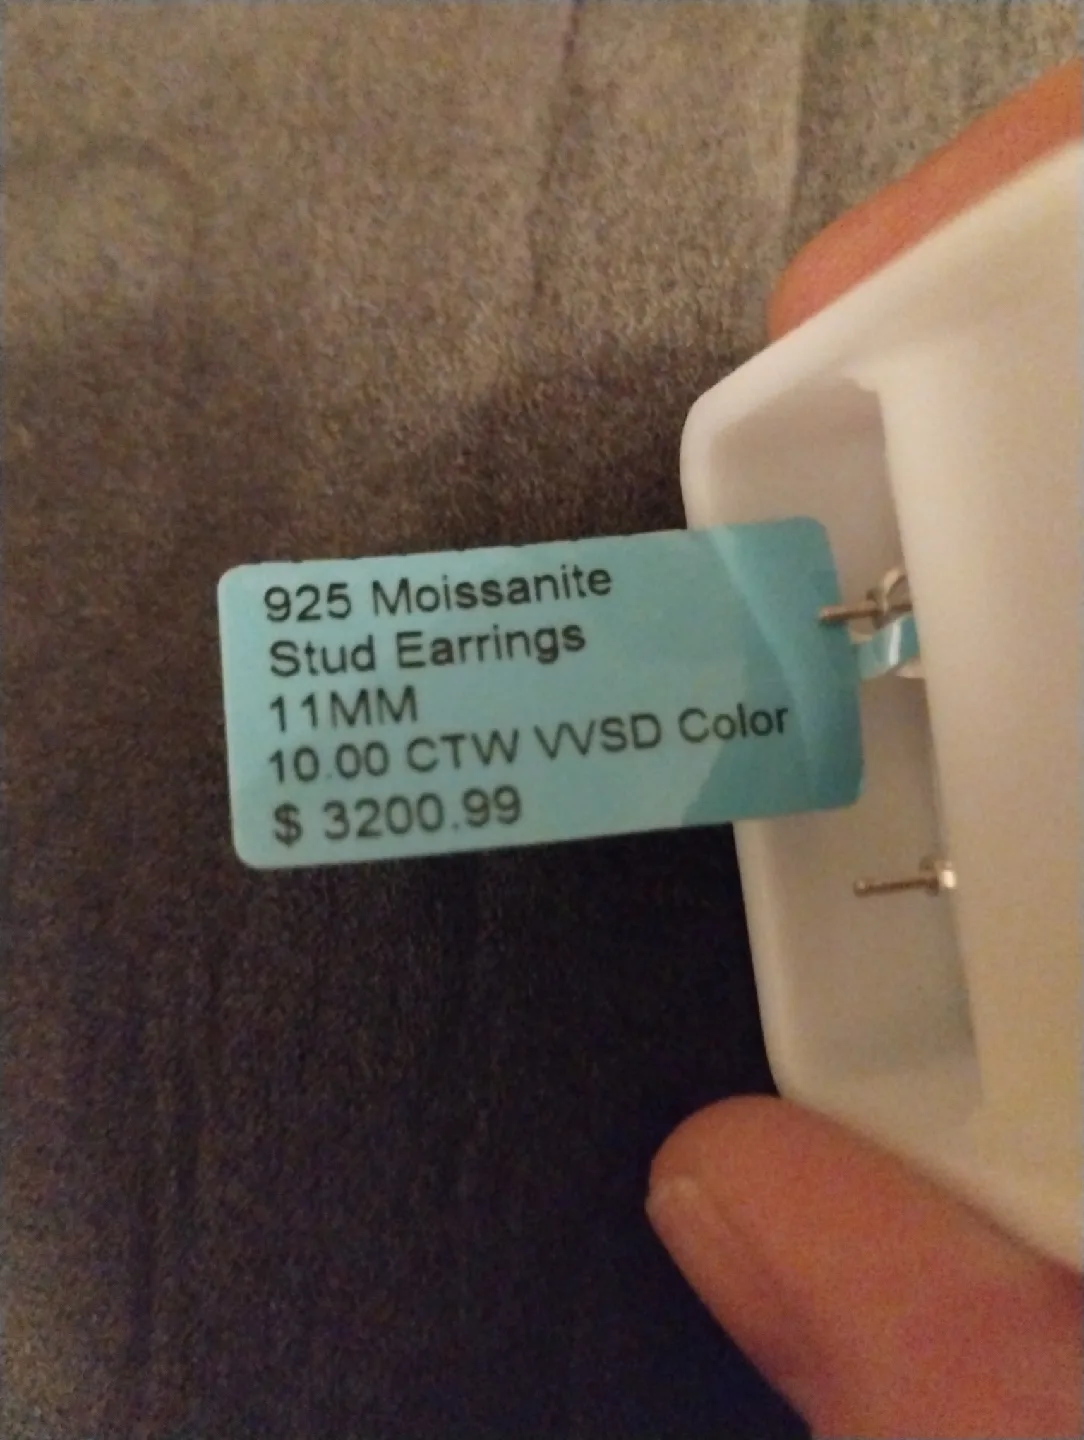 925 Moissanite
Stud Earrings
11MM
10.00 CTW VVSD Color
$ 3200.99